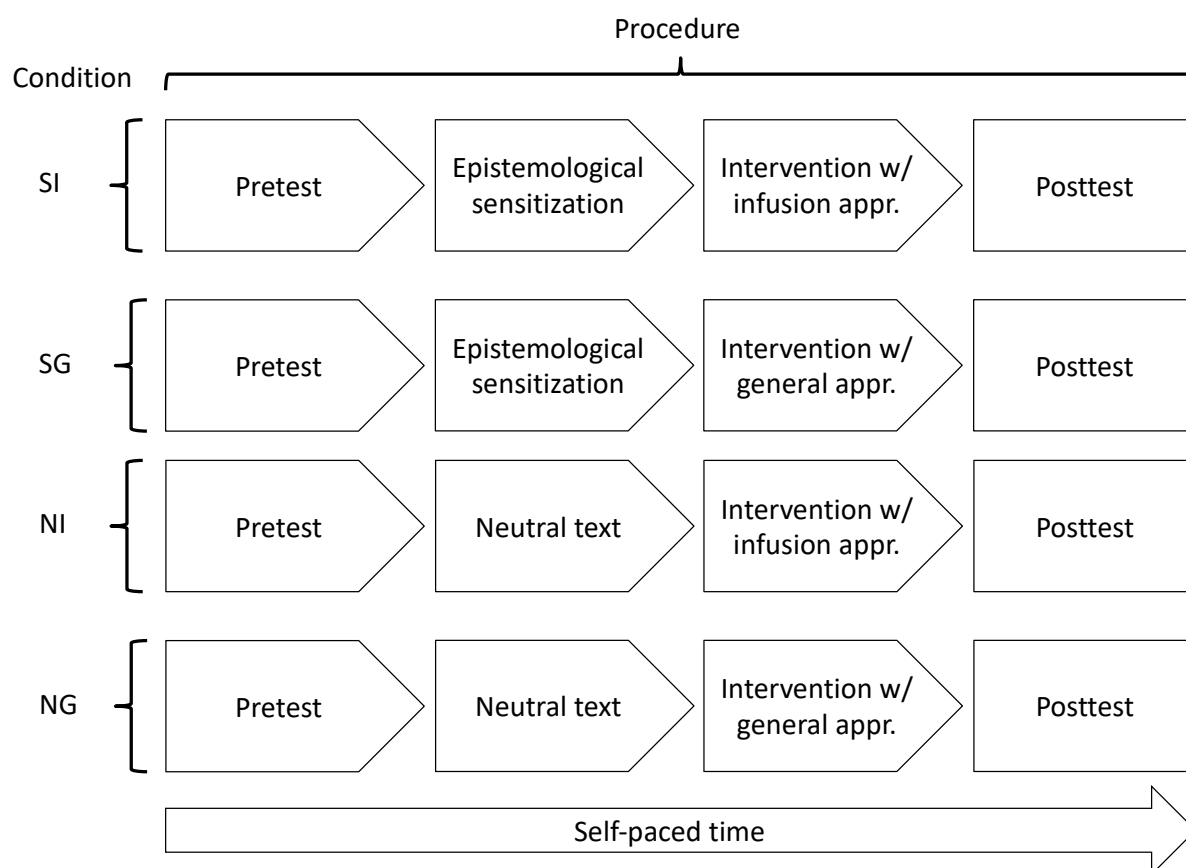 Procedure
Condition
SI
Pretest
Epistemological
sensitization
Intervention w/
infusion appr.
Posttest
SG
Pretest
Epistemological
sensitization
Intervention w/
general appr.
Posttest
NI
Pretest
Neutral text
Intervention w/
infusion appr.
Posttest
NG
Pretest
Neutral text
Intervention w/
general appr.
Posttest
Self-paced time